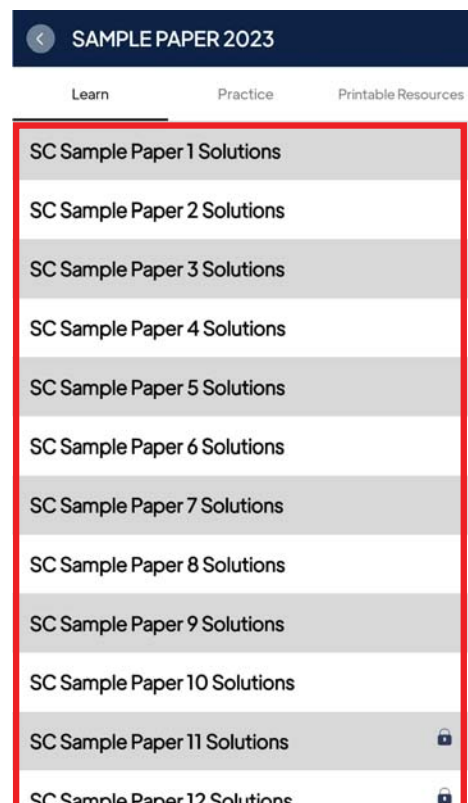 SAMPLE PAPER 2023
Learn Practice Printable Resources
SC Sample Paper 1 Solutions
SC Sample Paper 2 Solutions
SC Sample Paper 3 Solutions
SC Sample Paper 4 Solutions
SC Sample Paper 5 Solutions
SC Sample Paper 6 Solutions
SC Sample Paper 7 Solutions
SC Sample Paper 8 Solutions
SC Sample Paper 9 Solutions
SC Sample Paper 10 Solutions
SC Sample Paper 11 Solutions
SC Sample Paper 12 Solutions